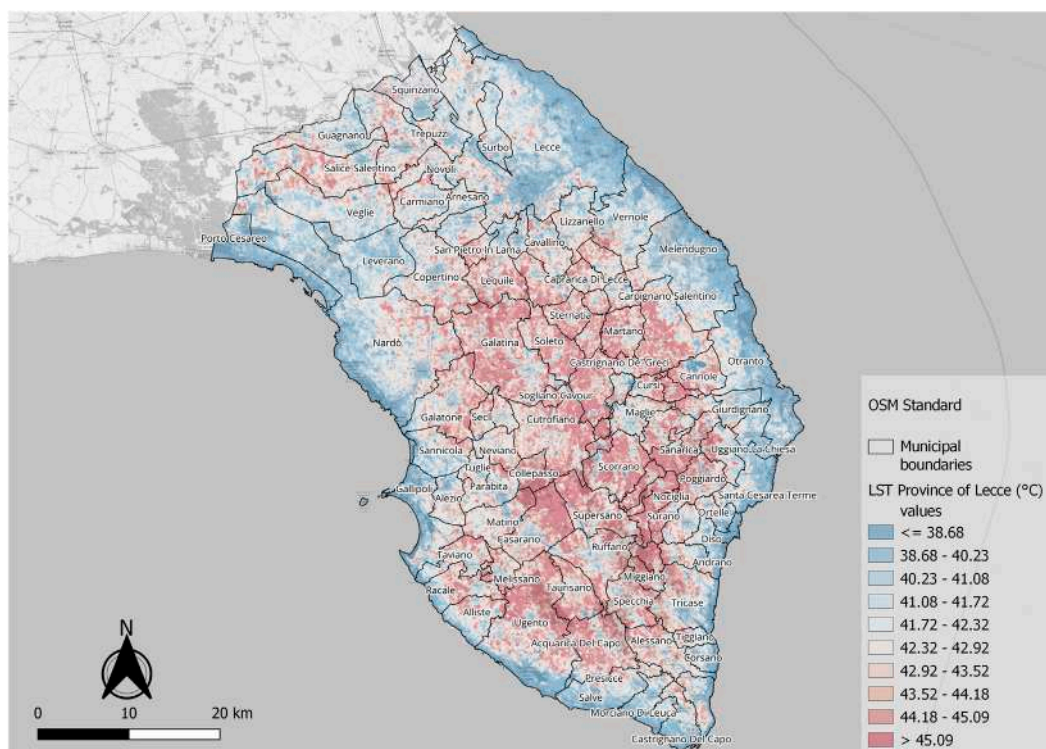 Squinzano
Guagnano
Trepuzzi
Surbo
Lecce
Salice Salentino
Novoli
Carmiano
Arnesano
Veglie
Lizzanello
Vernole
Porto Cesareo
San Pietro In Lama
Cavallino
Melendugno
Leverano
Copertino
Lequile
Caprarica Di Lecce
Carpignano Salentino
Sternatia
Nardò
Galatina
Soleto
Martano
Castrignano De' Greci
Otranto
Cannole
Cursi
Sogliano Cavour
Galatone
Seclì
Cutrofiano
Maglie
Giurdignano
Sannicola
Neviano
Sanarica
Uggiano La Chiesa
Tuglie
Collepasso
Scorrano
Poggiardo
Gallipoli
Alezio
Parabita
Nociglia
Santa Cesarea Terme
Matino
Supersano
Surano
Ortelle
Casarano
Ruffano
Diso
Taviano
Andrano
Melissano
Miggiano
Racale
Taurisano
Alliste
Specchia
Tricase
Ugento
Acquarica Del Capo
Alessano
Tiggiano
Corsano
Presicce
Salve
Morciano Di Leuca
Castrignano Del Capo
N
0 10 20 km
OSM Standard
Municipal
boundaries
LST Province of Lecce (°C)
values
<= 38.68
38.68 - 40.23
40.23 - 41.08
41.08 - 41.72
41.72 - 42.32
42.32 - 42.92
42.92 - 43.52
43.52 - 44.18
44.18 - 45.09
> 45.09